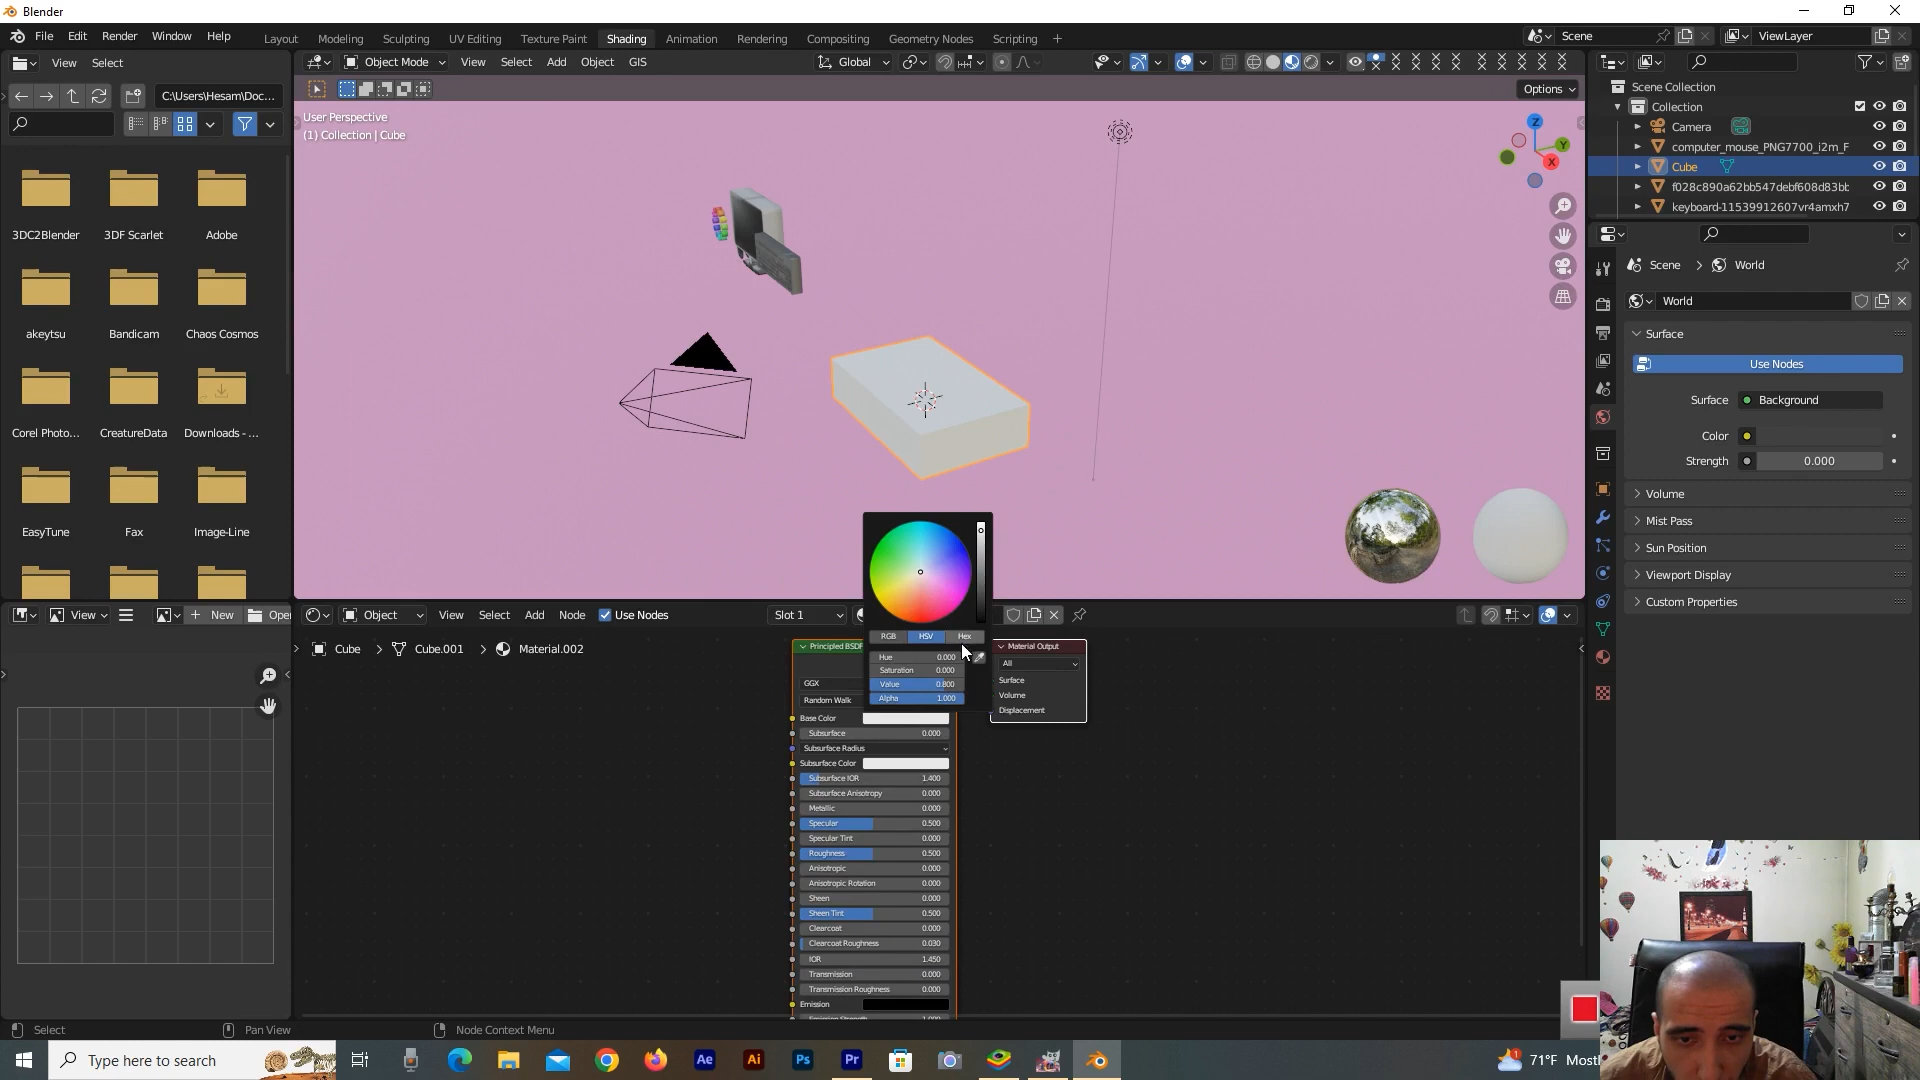 Blender
File Edit Render Window Help
Layout Modeling Sculpting UV Editing Texture Paint Shading Animation Rendering Compositing Geometry Nodes Scripting +
Scene
ViewLayer
View Select
Object Mode View Select Add Object GIS
Global
C:\Users\Hesam\Doc...
Options
User Perspective
(1) Collection | Cube
Z
Y
X
Scene Collection
Collection
Camera
computer_mouse_PNG7700_i2m_F
Cube
f028c890a62bb547debf608d83bt
keyboard-11539912607vr4amxh7
3DC2Blender 3DF Scarlet Adobe
akeytsu Bandicam Chaos Cosmos
Corel Photo... CreatureData Downloads - ...
EasyTune Fax Image-Line
Scene > World
World
Surface
Use Nodes
Surface Background
Color
Strength 0.000
Volume
Mist Pass
Sun Position
Viewport Display
Custom Properties
RGB HSV Hex
Hue 0.000
Saturation 0.000
Value 0.800
Alpha 1.000
View + New Open
Object View Select Add Node Use Nodes Slot 1
Cube > Cube.001 > Material.002
Principled BSDF
GGX
Random Walk
Base Color
Subsurface 0.000
Subsurface Radius
Subsurface Color
Subsurface IOR 1.400
Subsurface Anisotropy 0.000
Metallic 0.000
Specular 0.500
Specular Tint 0.000
Roughness 0.500
Anisotropic 0.000
Anisotropic Rotation 0.000
Sheen 0.000
Sheen Tint 0.500
Clearcoat 0.000
Clearcoat Roughness 0.030
IOR 1.450
Transmission 0.000
Transmission Roughness 0.000
Emission
Material Output
All
Surface
Volume
Displacement
Select Pan View Node Context Menu
Type here to search
Ae Ai Ps Pr
71°F